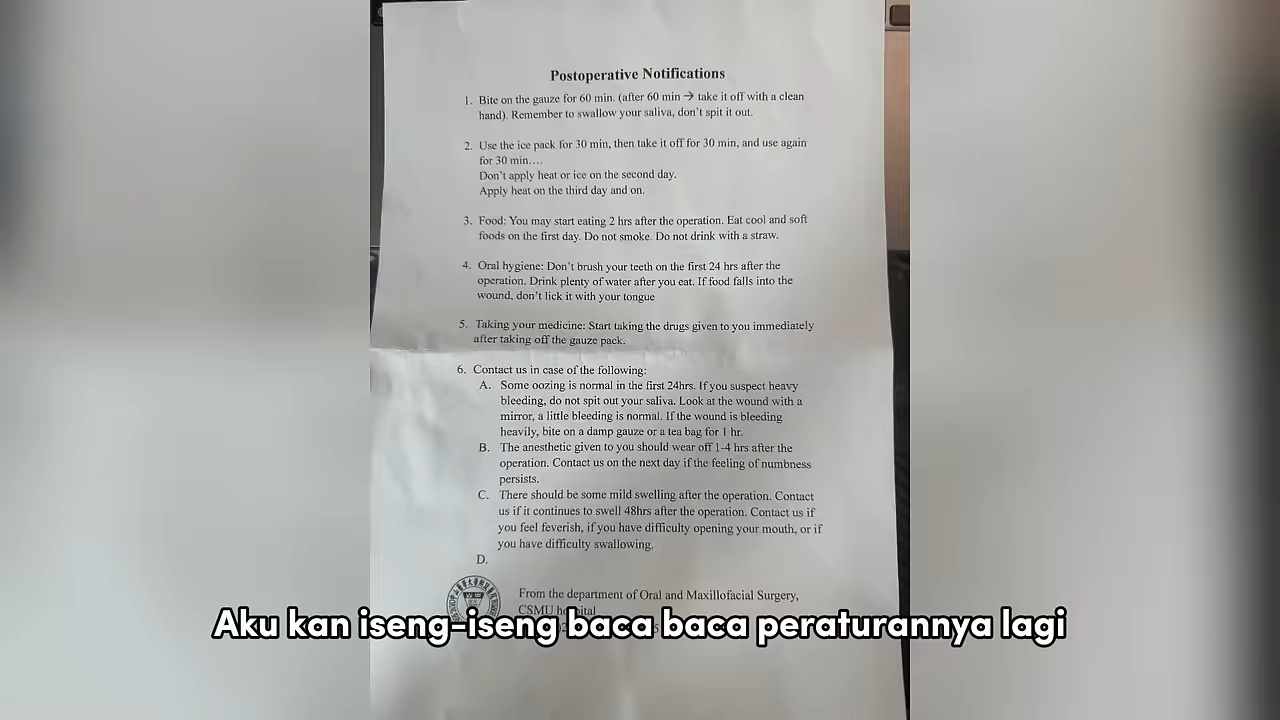 Postoperative Notifications
1. Bite on the gauze for 60 min. (after 60 min → take it off with a clean
hand). Remember to swallow your saliva, don't spit it out.
2. Use the ice pack for 30 min, then take it off for 30 min, and use again
for 30 min….
Don't apply heat or ice on the second day.
Apply heat on the third day and on.
3. Food: You may start eating 2 hrs after the operation. Eat cool and soft
foods on the first day. Do not smoke. Do not drink with a straw.
4. Oral hygiene: Don't brush your teeth on the first 24 hrs after the
operation. Drink plenty of water after you eat. If food falls into the
wound, don't lick it with your tongue
5. Taking your medicine: Start taking the drugs given to you immediately
after taking off the gauze pack.
6. Contact us in case of the following:
A. Some oozing is normal in the first 24hrs. If you suspect heavy
bleeding, do not spit out your saliva. Look at the wound with a
mirror, a little bleeding is normal. If the wound is bleeding
heavily, bite on a damp gauze or a tea bag for 1 hr.
B. The anesthetic given to you should wear off 1-4 hrs after the
operation. Contact us on the next day if the feeling of numbness
persists.
C. There should be some mild swelling after the operation. Contact
us if it continues to swell 48hrs after the operation. Contact us if
you feel feverish, if you have difficulty opening your mouth, or if
you have difficulty swallowing.
D.
From the department of Oral and Maxillofacial Surgery,
CSMU
Aku kan iseng-iseng baca baca peraturannya lagi